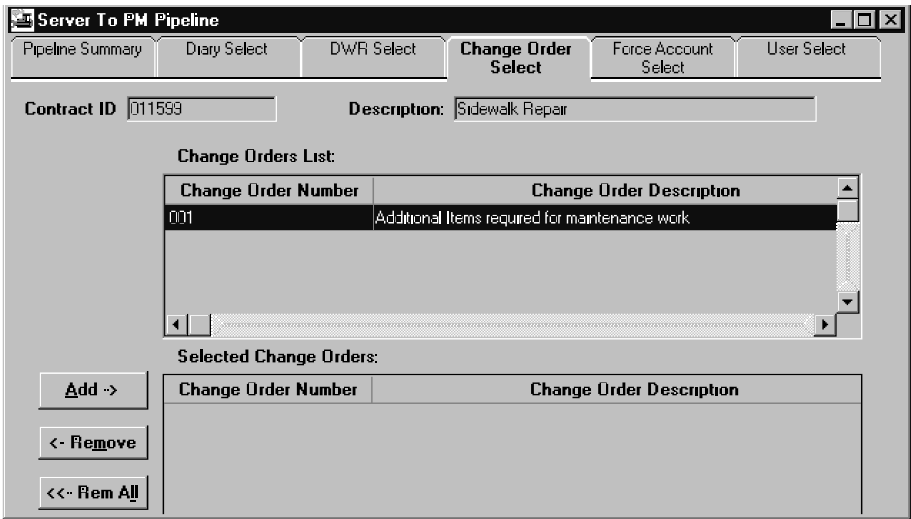 Server To PM Pipeline
Pipeline Summary
Diary Select
DWR Select
Change Order
Select
Force Account
Select
User Select
Contract ID 011599 Description: Sidewalk Repair
Change Orders List:
Change Order Number Change Order Description
001 Additional Items required for maintenance work
Selected Change Orders:
Add -> Change Order Number Change Order Description
<- Remove
<<- Rem All